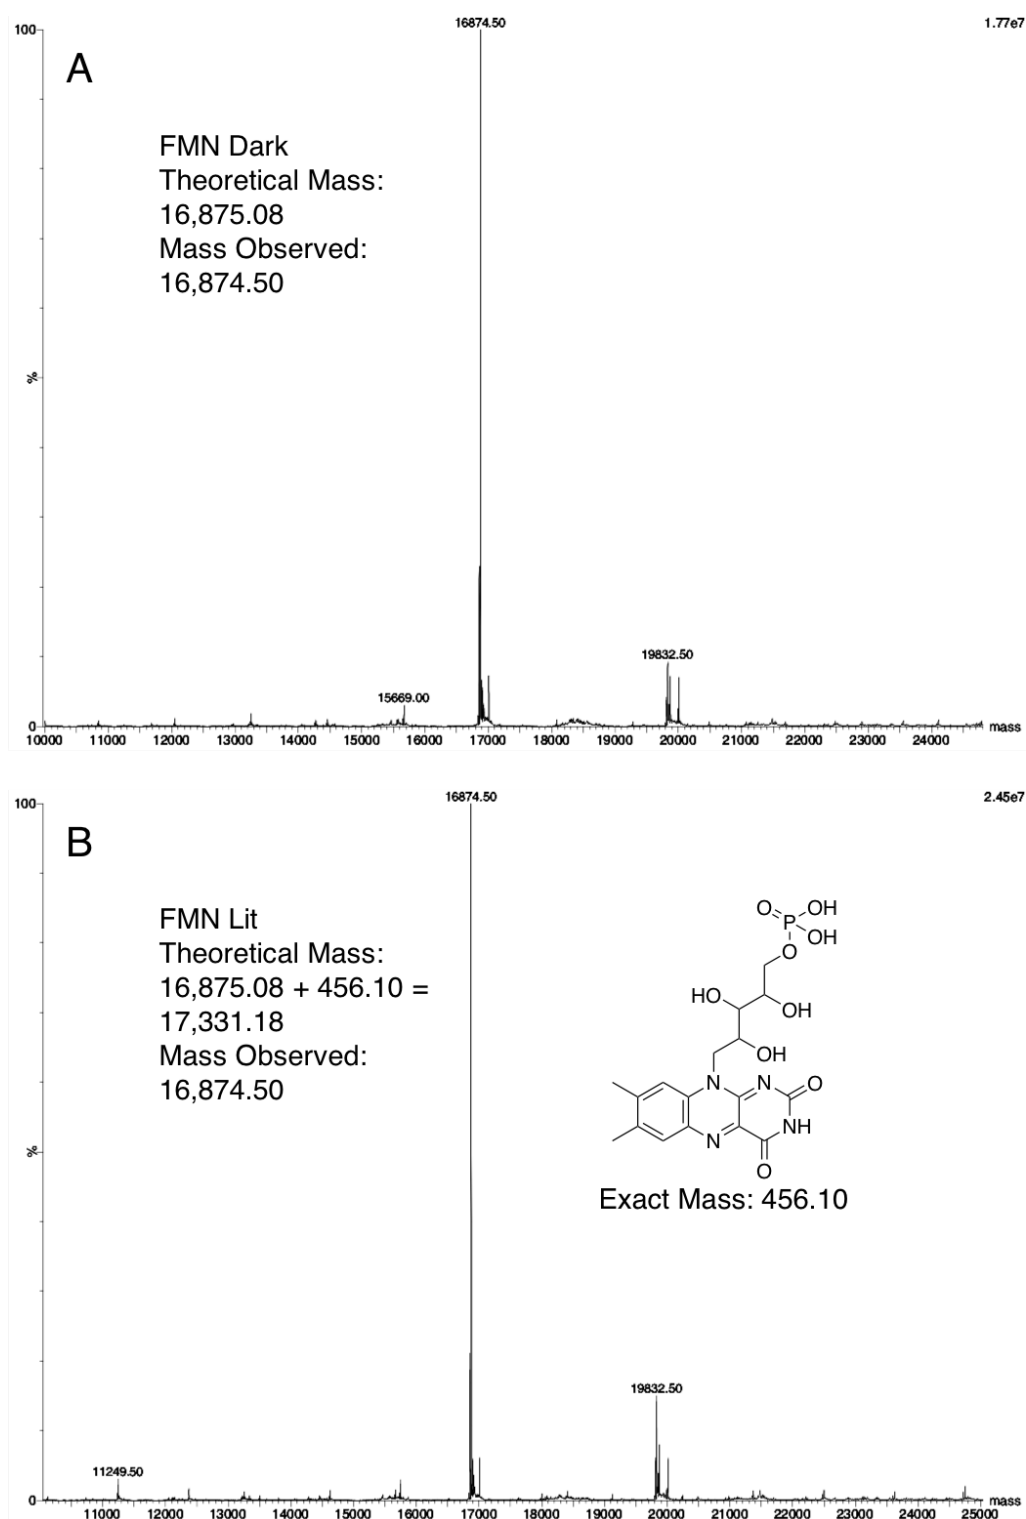 16874.50
1.77e7
100
A
FMN Dark
Theoretical Mass:
16,875.08
Mass Observed:
16,874.50
%
19832.50
15669.00
0
10000 11000 12000 13000 14000 15000 16000 17000 18000 19000 20000 21000 22000 23000 24000 mass
16874.50
2.45e7
100
B
FMN Lit
Theoretical Mass:
16,875.08 + 456.10 =
17,331.18
Mass Observed:
16,874.50
O OH
P
OH
O
HO
OH
OH
N N O
NH
N
O
%
Exact Mass: 456.10
19832.50
11249.50
0
11000 12000 13000 14000 15000 16000 17000 18000 19000 20000 21000 22000 23000 24000 25000 mass